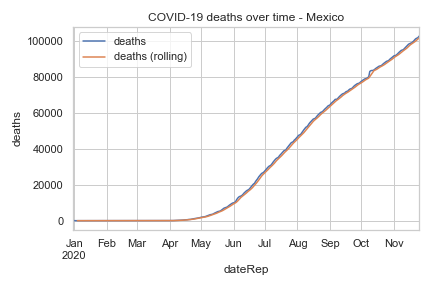 COVID-19 deaths over time - Mexico
deaths
deaths (rolling)
100000
80000
60000
40000
20000
0
deaths
Jan Feb Mar Apr May Jun Jul Aug Sep Oct Nov
2020
dateRep